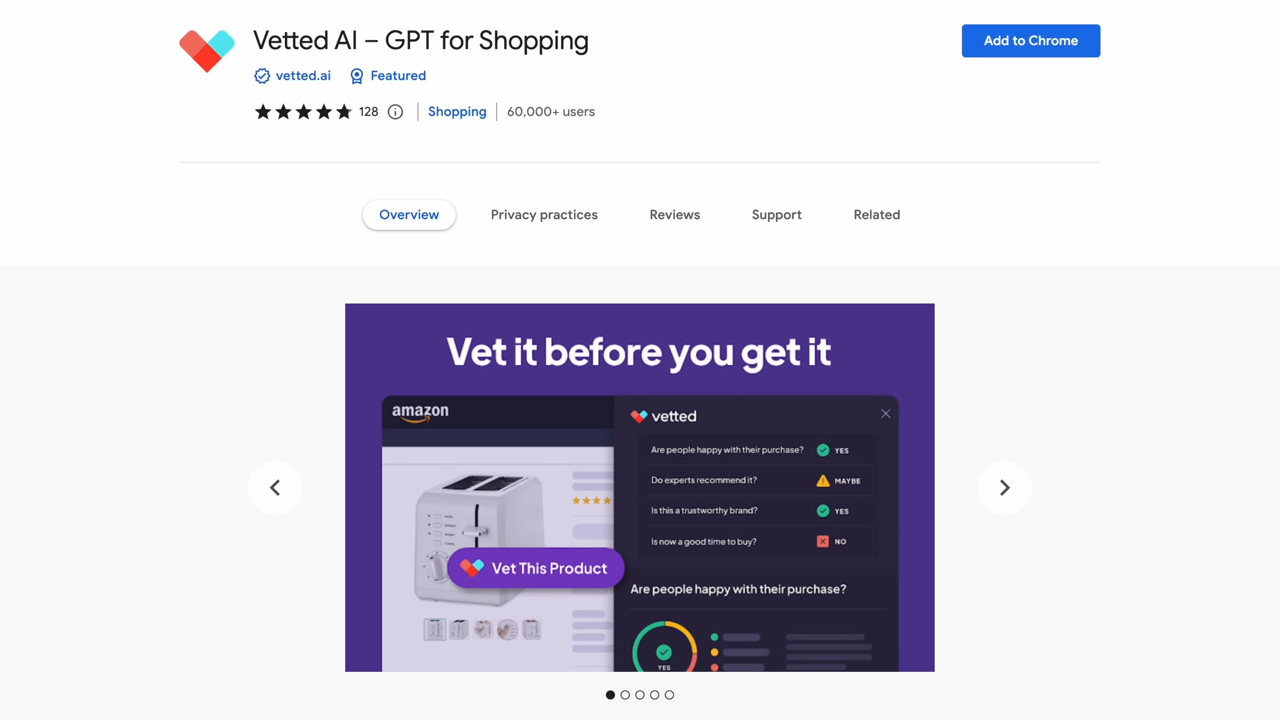 Vetted AI – GPT for Shopping
Add to Chrome
vetted.ai Featured
128 Shopping 60,000+ users
Overview Privacy practices Reviews Support Related
Vet it before you get it
amazon
vetted
Are people happy with their purchase? YES
Do experts recommend it? MAYBE
Is this a trustworthy brand? YES
Is now a good time to buy? NO
Vet This Product
Are people happy with their purchase?
YES